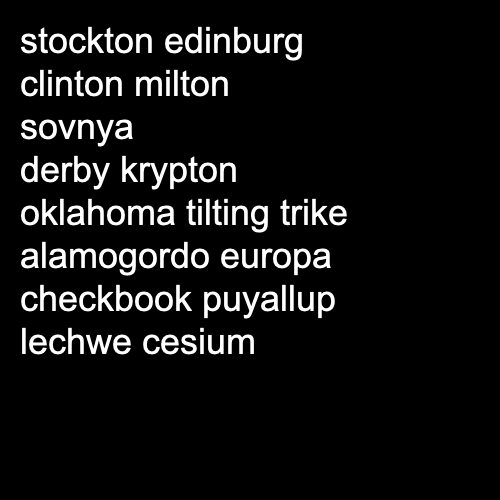 stockton edinburg
clinton milton
sovnya
derby krypton
oklahoma tilting trike
alamogordo europa
checkbook puyallup
lechwe cesium